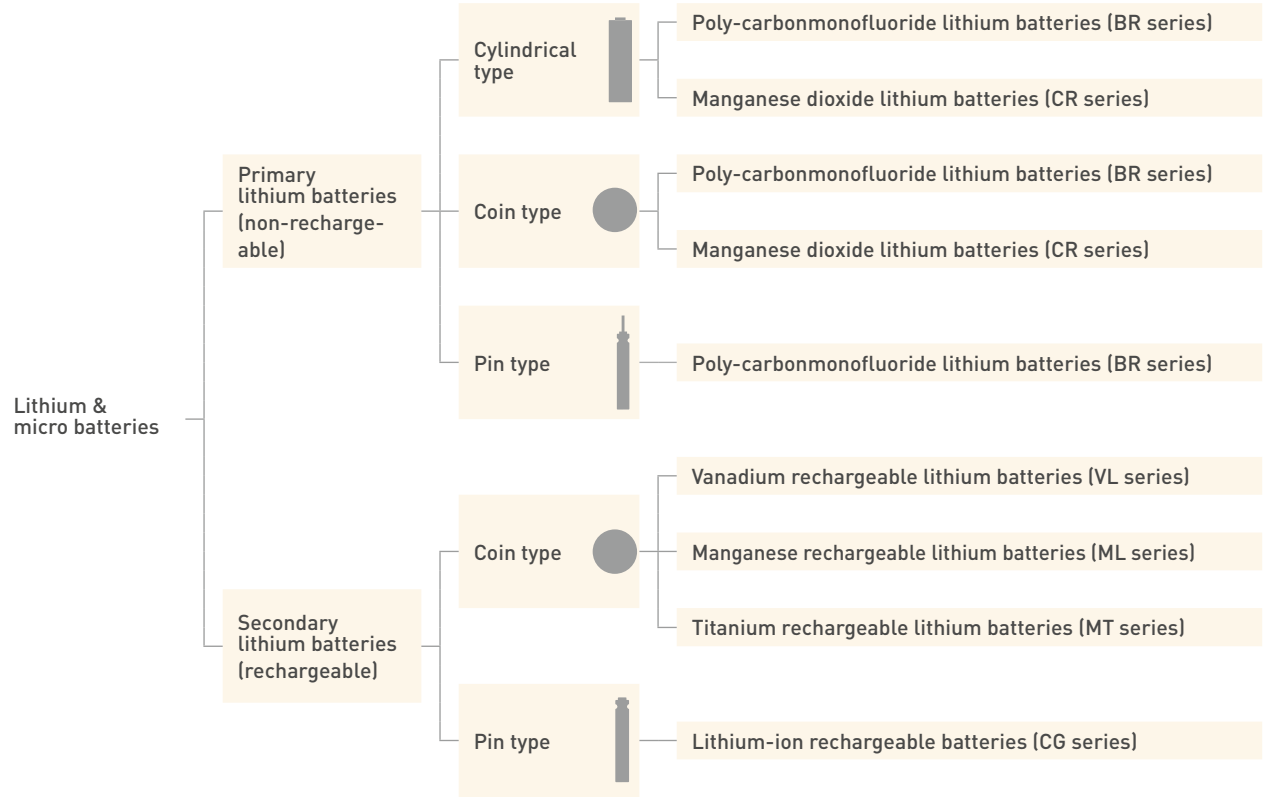 Lithium &
micro batteries
Primary
lithium batteries
(non-recharge-
able)
Cylindrical
type
Poly-carbonmonofluoride lithium batteries (BR series)
Manganese dioxide lithium batteries (CR series)
Coin type
Poly-carbonmonofluoride lithium batteries (BR series)
Manganese dioxide lithium batteries (CR series)
Pin type
Poly-carbonmonofluoride lithium batteries (BR series)
Secondary
lithium batteries
(rechargeable)
Coin type
Vanadium rechargeable lithium batteries (VL series)
Manganese rechargeable lithium batteries (ML series)
Titanium rechargeable lithium batteries (MT series)
Pin type
Lithium-ion rechargeable batteries (CG series)